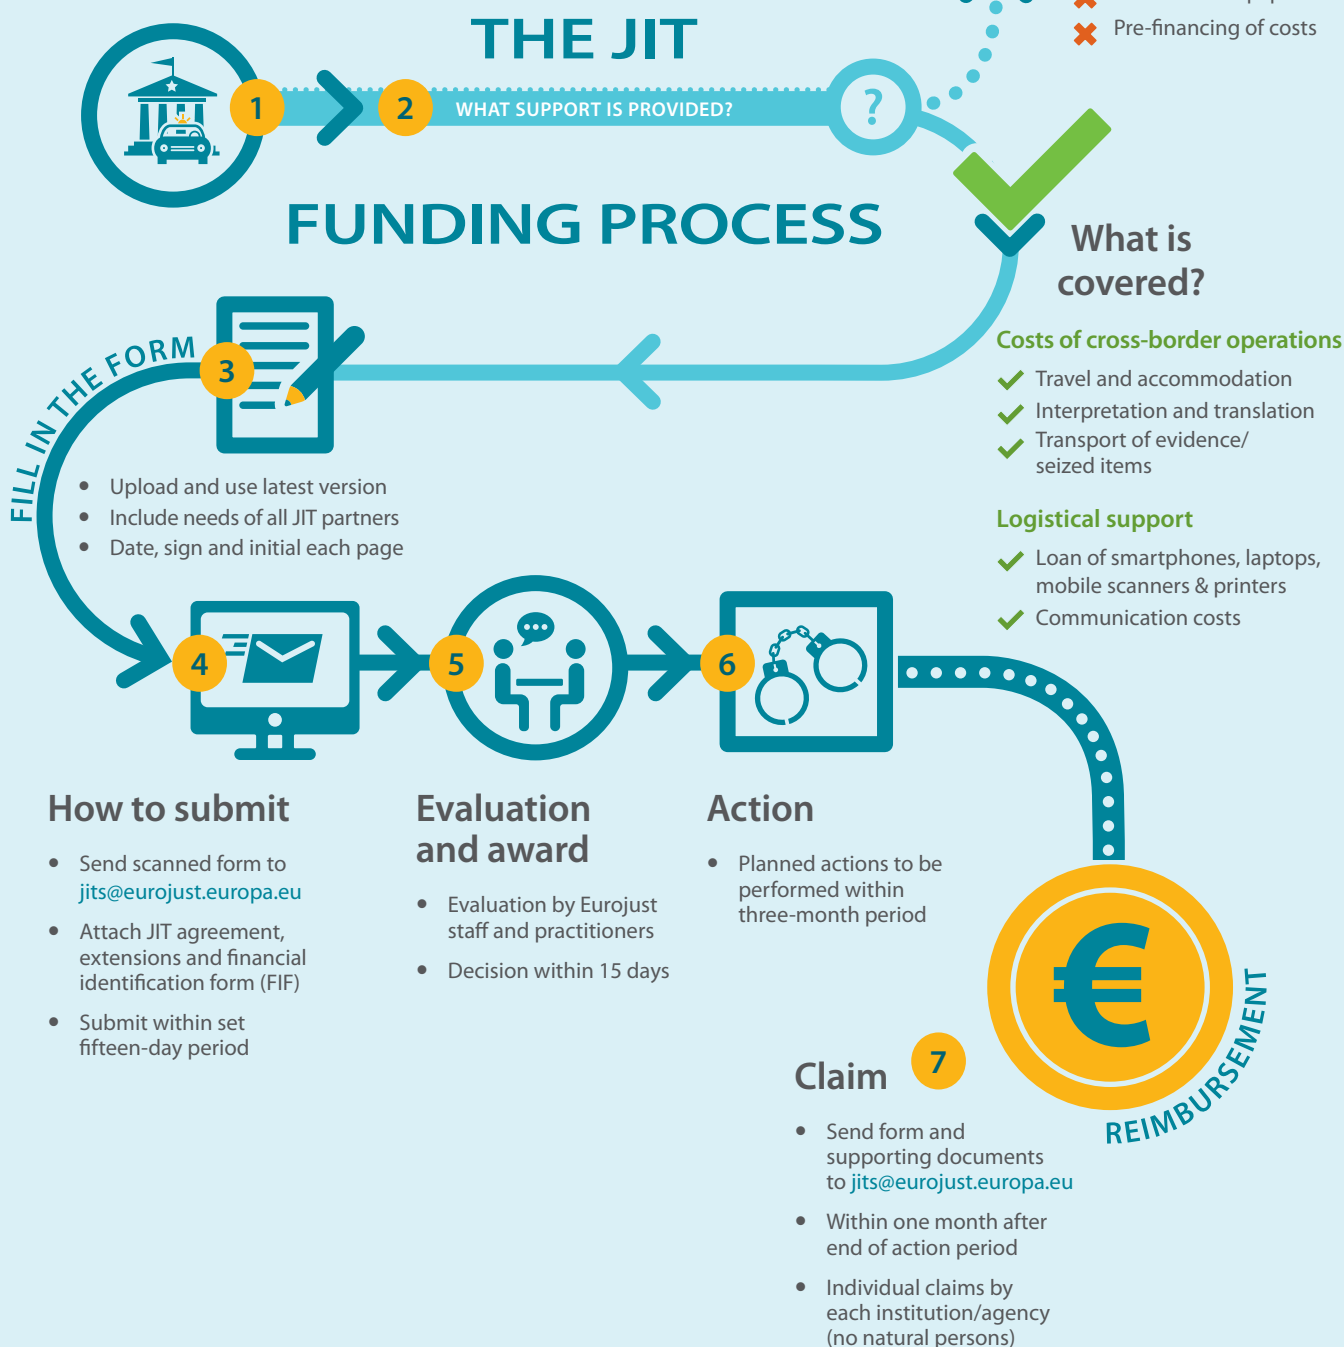 Pre-financing of costs
THE JIT
1
2
WHAT SUPPORT IS PROVIDED?
?
FUNDING PROCESS
What is
covered?
Costs of cross-border operations
Travel and accommodation
Interpretation and translation
Transport of evidence/
seized items
Logistical support
Loan of smartphones, laptops,
mobile scanners & printers
Communication costs
FILL IN THE FORM
3
• Upload and use latest version
• Include needs of all JIT partners
• Date, sign and initial each page
4
5
6
How to submit
• Send scanned form to
jits@eurojust.europa.eu
• Attach JIT agreement,
extensions and financial
identification form (FIF)
• Submit within set
fifteen-day period
Evaluation
and award
• Evaluation by Eurojust
staff and practitioners
• Decision within 15 days
Action
• Planned actions to be
performed within
three-month period
€
REIMBURSEMENT
7
Claim
• Send form and
supporting documents
to jits@eurojust.europa.eu
• Within one month after
end of action period
• Individual claims by
each institution/agency
(no natural persons)